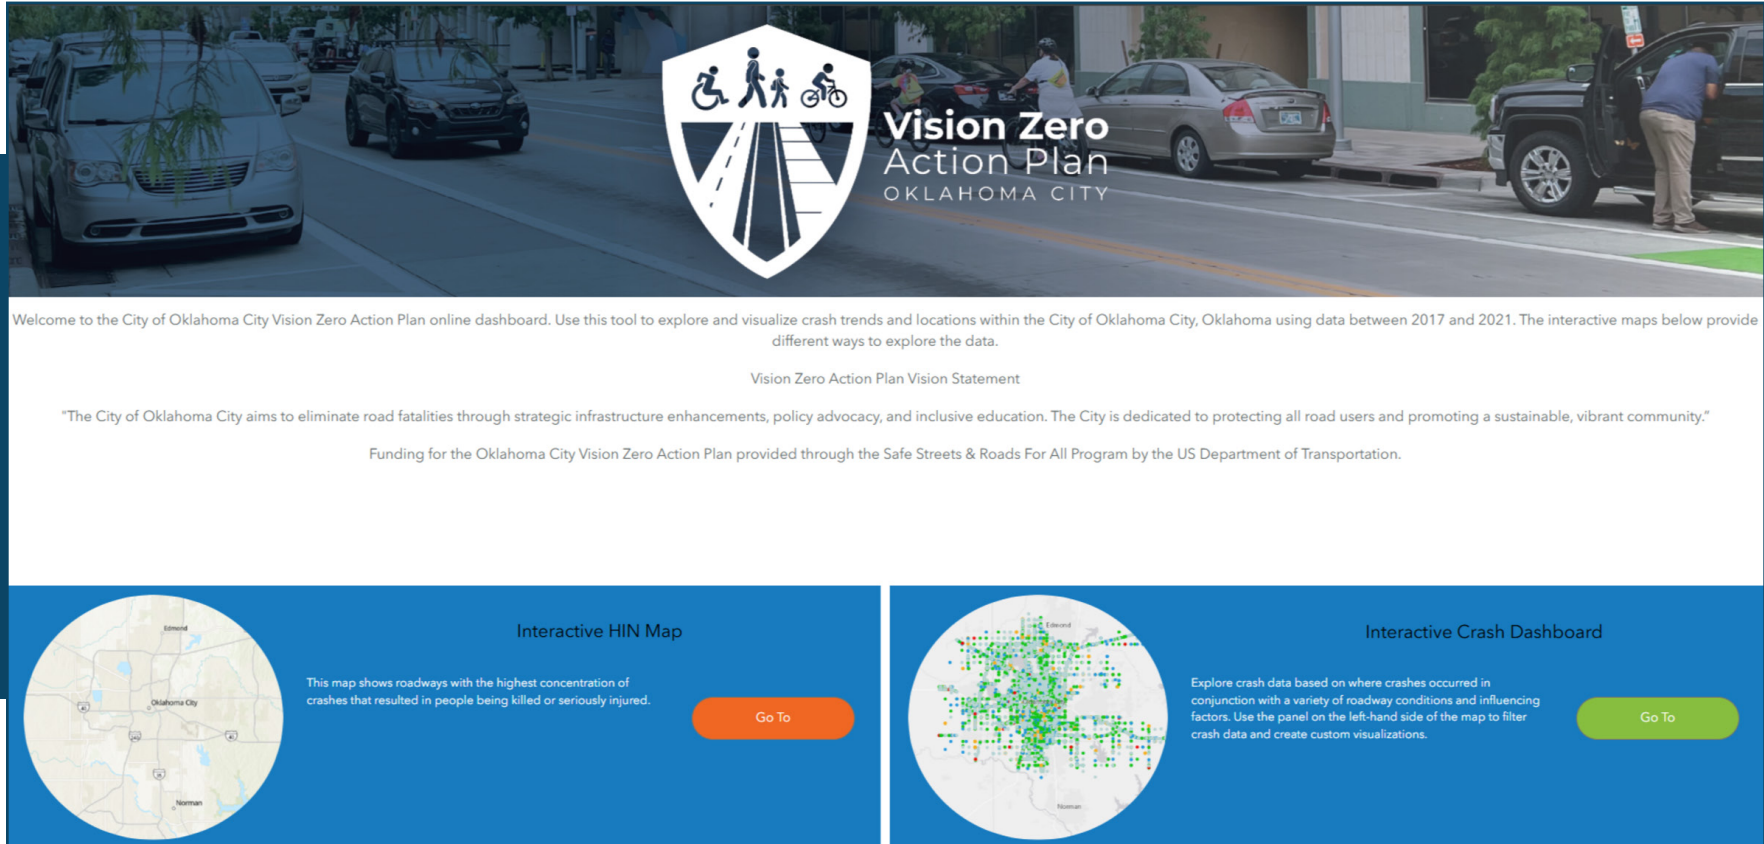 Vision Zero
Action Plan
OKLAHOMA CITY
Welcome to the City of Oklahoma City Vision Zero Action Plan online dashboard. Use this tool to explore and visualize crash trends and locations within the City of Oklahoma City, Oklahoma using data between 2017 and 2021. The interactive maps below provide
different ways to explore the data.
Vision Zero Action Plan Vision Statement
"The City of Oklahoma City aims to eliminate road fatalities through strategic infrastructure enhancements, policy advocacy, and inclusive education. The City is dedicated to protecting all road users and promoting a sustainable, vibrant community."
Funding for the Oklahoma City Vision Zero Action Plan provided through the Safe Streets & Roads For All Program by the US Department of Transportation.
Edmond
Oklahoma City
Norman
Interactive HIN Map
This map shows roadways with the highest concentration of
crashes that resulted in people being killed or seriously injured.
Go To
Edmond
Norman
Interactive Crash Dashboard
Explore crash data based on where crashes occurred in
conjunction with a variety of roadway conditions and influencing
factors. Use the panel on the left-hand side of the map to filter
crash data and create custom visualizations.
Go To